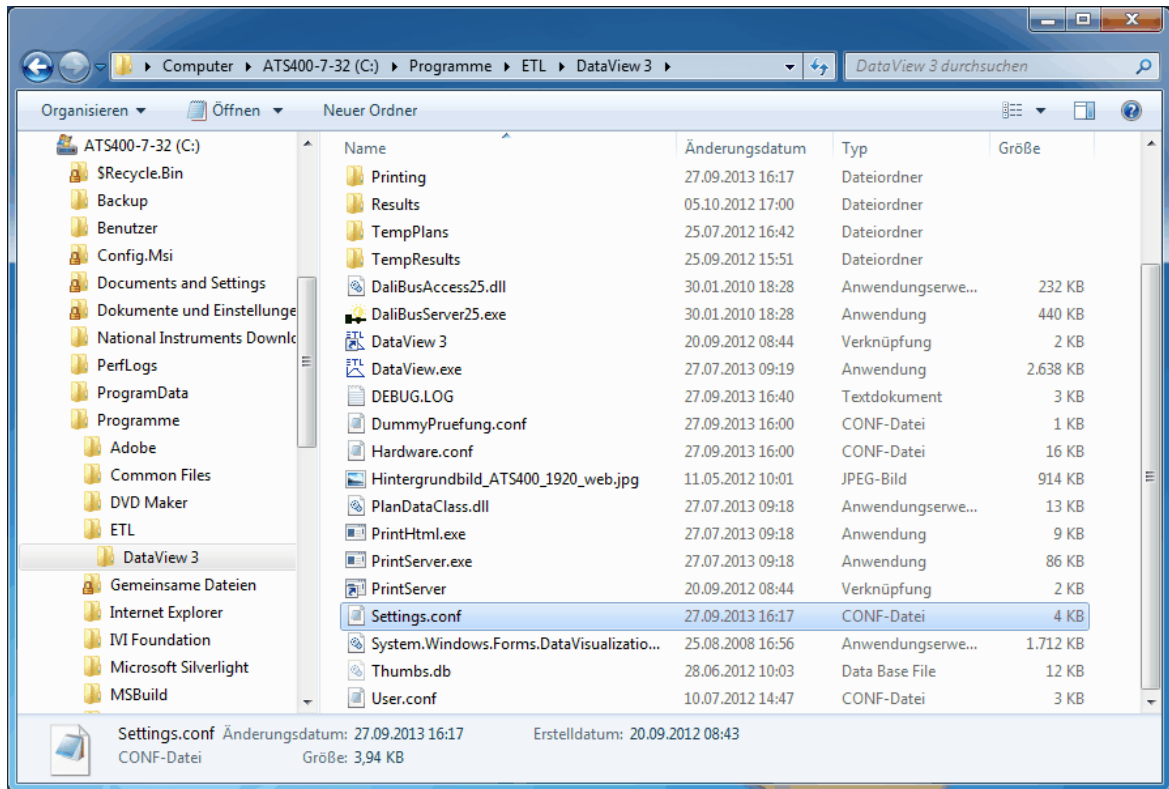 Computer ▸ ATS400-7-32 (C:) ▸ Programme ▸ ETL ▸ DataView 3 ▸ DataView 3 durchsuchen
Organisieren Öffnen Neuer Ordner
ATS400-7-32 (C:)
$Recycle.Bin
Backup
Benutzer
Config.Msi
Documents and Settings
Dokumente und Einstellunge
National Instruments Downlo
PerfLogs
ProgramData
Programme
Adobe
Common Files
DVD Maker
ETL
DataView 3
Gemeinsame Dateien
Internet Explorer
IVI Foundation
Microsoft Silverlight
MSBuild
Name Änderungsdatum Typ Größe
Printing 27.09.2013 16:17 Dateiordner
Results 05.10.2012 17:00 Dateiordner
TempPlans 25.07.2012 16:42 Dateiordner
TempResults 25.09.2012 15:51 Dateiordner
DaliBusAccess25.dll 30.01.2010 18:28 Anwendungserwe... 232 KB
DaliBusServer25.exe 30.01.2010 18:28 Anwendung 440 KB
DataView 3 20.09.2012 08:44 Verknüpfung 2 KB
DataView.exe 27.07.2013 09:19 Anwendung 2.638 KB
DEBUG.LOG 27.09.2013 16:40 Textdokument 3 KB
DummyPruefung.conf 27.09.2013 16:00 CONF-Datei 1 KB
Hardware.conf 27.09.2013 16:00 CONF-Datei 16 KB
Hintergrundbild_ATS400_1920_web.jpg 11.05.2012 10:01 JPEG-Bild 914 KB
PlanDataClass.dll 27.07.2013 09:18 Anwendungserwe... 13 KB
PrintHtml.exe 27.07.2013 09:18 Anwendung 9 KB
PrintServer.exe 27.07.2013 09:18 Anwendung 86 KB
PrintServer 20.09.2012 08:44 Verknüpfung 2 KB
Settings.conf 27.09.2013 16:17 CONF-Datei 4 KB
System.Windows.Forms.DataVisualizatio... 25.08.2008 16:56 Anwendungserwe... 1.712 KB
Thumbs.db 28.06.2012 10:03 Data Base File 12 KB
User.conf 10.07.2012 14:47 CONF-Datei 3 KB
Settings.conf Änderungsdatum: 27.09.2013 16:17 Erstelldatum: 20.09.2012 08:43
CONF-Datei Größe: 3,94 KB